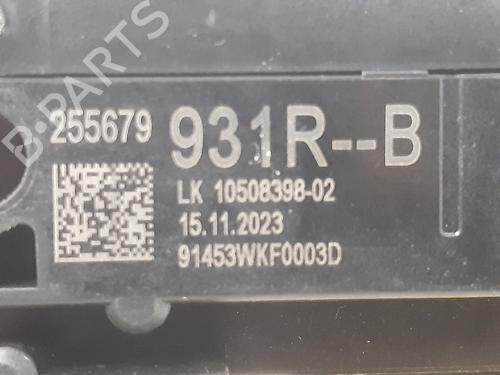 B-PARTS
255679 931R--B
LK 10508398-02
15.11.2023
91453WKF0003D